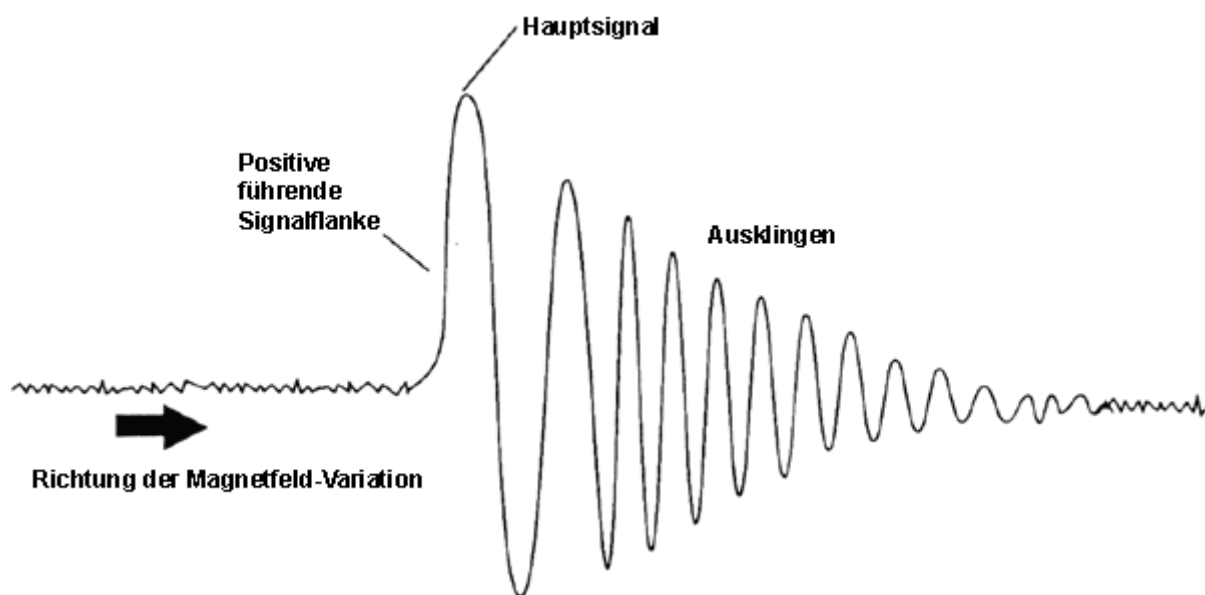 Hauptsignal
Positive
führende
Signalflanke
Ausklingen
Richtung der Magnetfeld-Variation